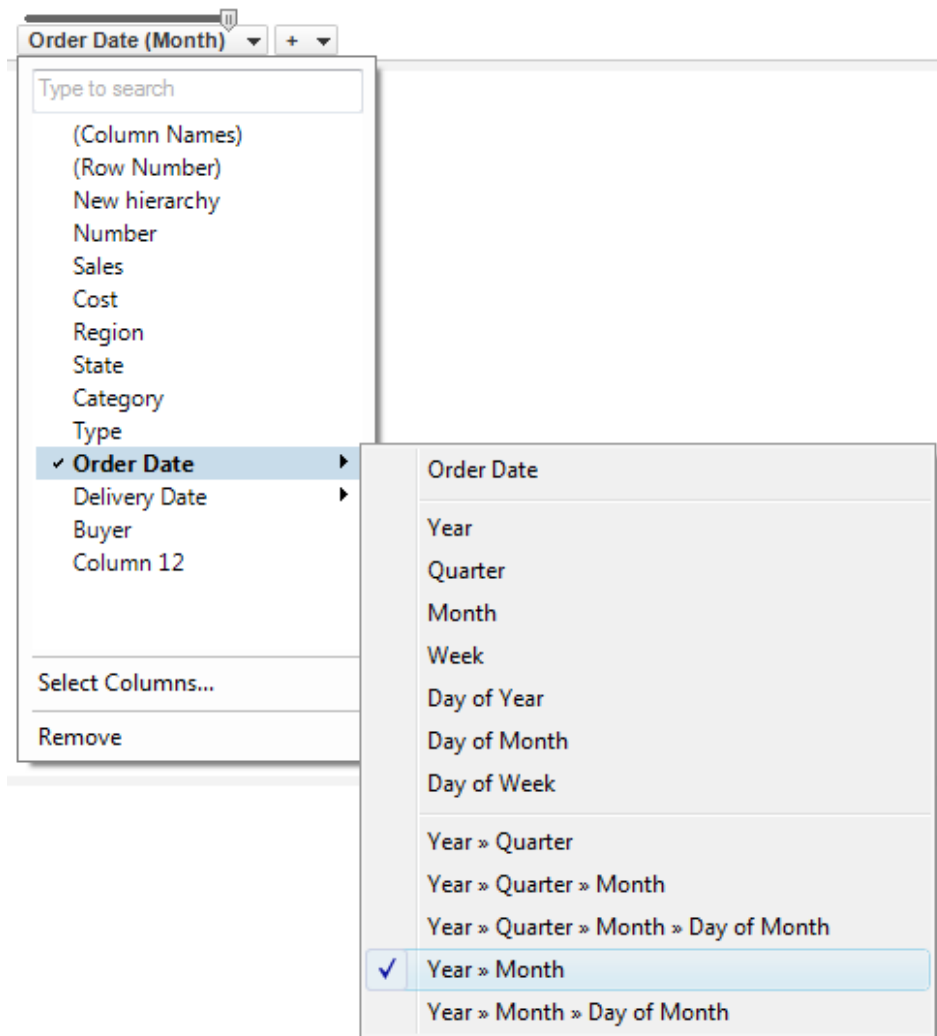 Order Date (Month) +
Type to search
(Column Names)
(Row Number)
New hierarchy
Number
Sales
Cost
Region
State
Category
Type
Order Date
Delivery Date
Buyer
Column 12
Select Columns...
Remove
Order Date
Year
Quarter
Month
Week
Day of Year
Day of Month
Day of Week
Year » Quarter
Year » Quarter » Month
Year » Quarter » Month » Day of Month
Year » Month
Year » Month » Day of Month